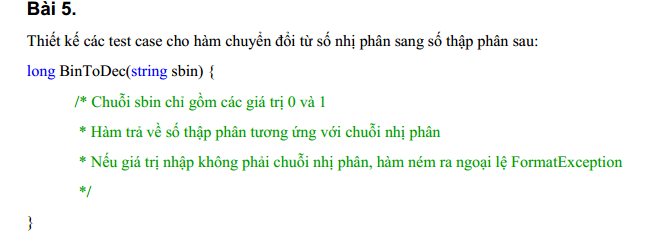 Bài 5.
Thiết kế các test case cho hàm chuyển đổi từ số nhị phân sang số thập phân sau:
long BinToDec(string sbin) {
/* Chuỗi sbin chỉ gồm các giá trị 0 và 1
* Hàm trả về số thập phân tương ứng với chuỗi nhị phân
* Nếu giá trị nhập không phải chuỗi nhị phân, hàm ném ra ngoại lệ FormatException
*/
}